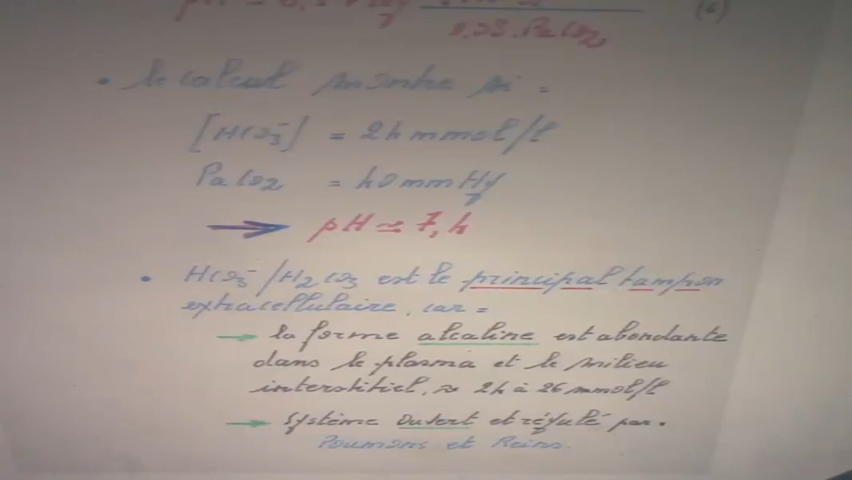 (6)
0,03. PaCO2
• le calcul montre si =
[HCO3-] = 24 mmol/l
PaCO2 = 40 mmHg
→ pH ≃ 7,4
• HCO3-/H2CO3 est le principal tampon
extracellulaire, car =
→ la forme alcaline est abondante
dans le plasma et le milieu
interstitiel, ≈ 24 à 26 mmol/l
→ système ouvert et régulé par.
Poumons et Reins.